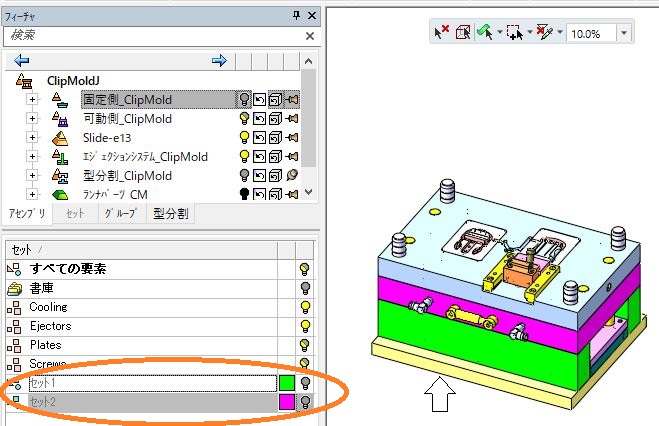 フィーチャ
検索
ClipMoldJ
固定側_ClipMold
可動側_ClipMold
Slide-e13
ｴｼﾞｪｸｼｮﾝｼｽﾃﾑ_ClipMold
型分割_ClipMold
ﾗﾝﾅﾊﾟｰﾂ CM
ｱｾﾝﾌﾞﾘ ｾｯﾄ ｸﾞﾙｰﾌﾟ 型分割
セット /
すべての要素
書庫
Cooling
Ejectors
Plates
Screws
ｾｯﾄ1
ｾｯﾄ2
10.0%